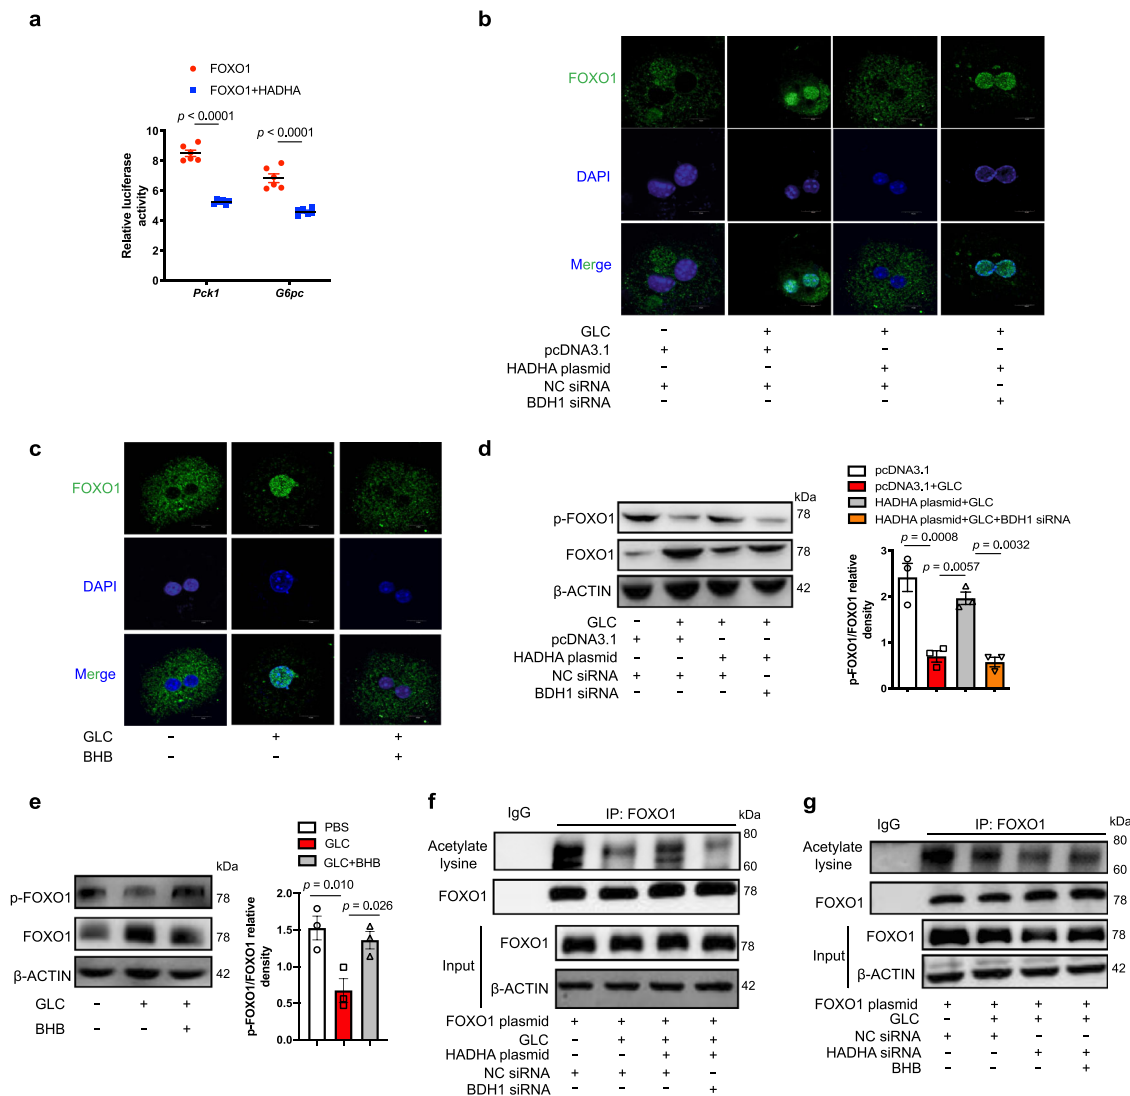 a
FOXO1
FOXO1+HADHA
p < 0.0001
p < 0.0001
Relative luciferase
activity
10
8
6
4
2
0
Pck1 G6pc
b
FOXO1
DAPI
Merge
GLC - + + +
pcDNA3.1 + + - -
HADHA plasmid - - + +
NC siRNA + + + -
BDH1 siRNA - - - +
c
FOXO1
DAPI
Merge
GLC - + +
BHB - - +
d
kDa
p-FOXO1 78
FOXO1 78
β-ACTIN 42
GLC - + + +
pcDNA3.1 + + - -
HADHA plasmid - - + +
NC siRNA + + + -
BDH1 siRNA - - - +
pcDNA3.1
pcDNA3.1+GLC
HADHA plasmid+GLC
HADHA plasmid+GLC+BDH1 siRNA
p = 0.0008
p = 0.0032
p = 0.0057
p-FOXO1/FOXO1 relative
density
3
2
1
0
e
kDa
p-FOXO1 78
FOXO1 78
β-ACTIN 42
GLC - + +
BHB - - +
PBS
GLC
GLC+BHB
p = 0.010
p = 0.026
p-FOXO1/FOXO1 relative
density
2.0
1.5
1.0
0.5
0.0
f
IgG IP: FOXO1 kDa
Acetylate
lysine
80
60
FOXO1 78
Input
FOXO1 78
β-ACTIN 42
FOXO1 plasmid + + + +
GLC - + + +
HADHA plasmid - - + +
NC siRNA + + + -
BDH1 siRNA - - - +
g
IgG IP: FOXO1 kDa
Acetylate
lysine
80
60
FOXO1 78
Input
FOXO1 78
β-ACTIN 42
FOXO1 plasmid + + + +
GLC - + + +
NC siRNA + + - -
HADHA siRNA - - + +
BHB - - - +